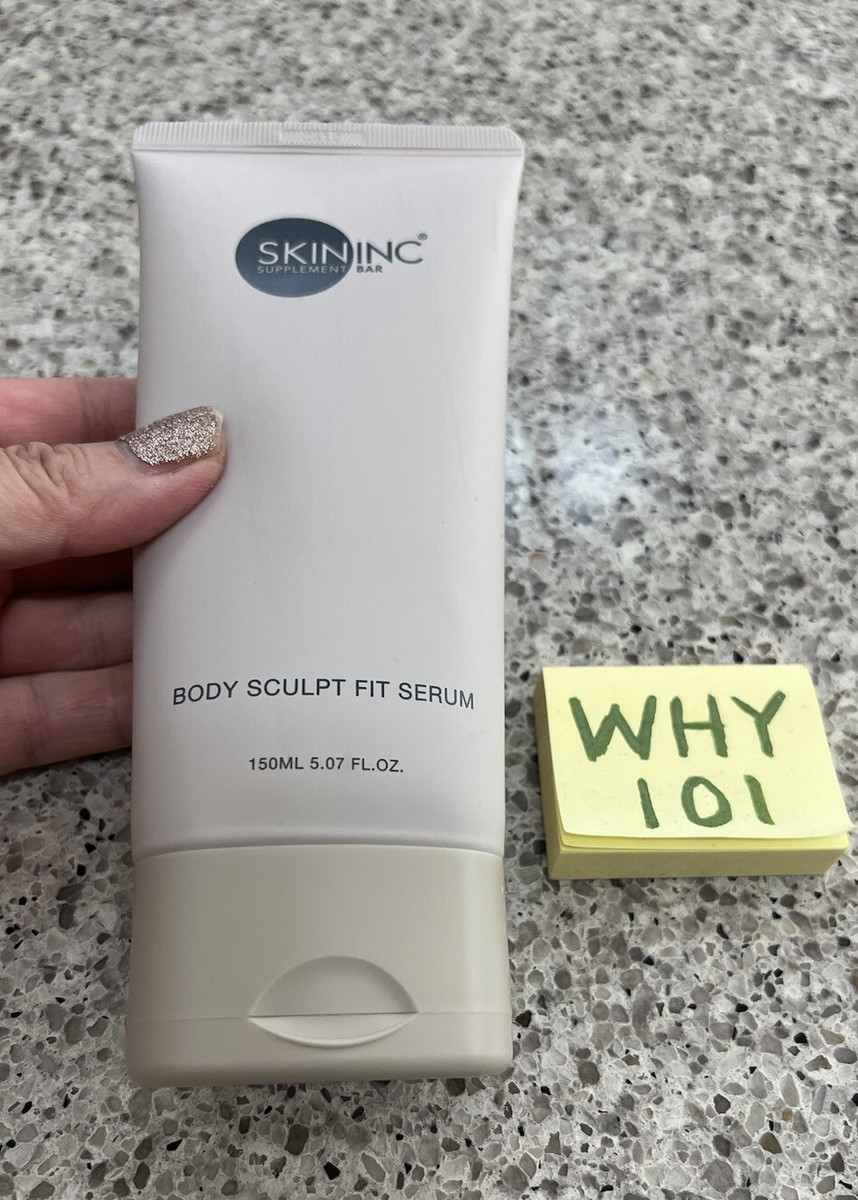 SKIN INC®
SUPPLEMENT BAR
BODY SCULPT FIT SERUM
150ML 5.07 FL.OZ.
WHY
101